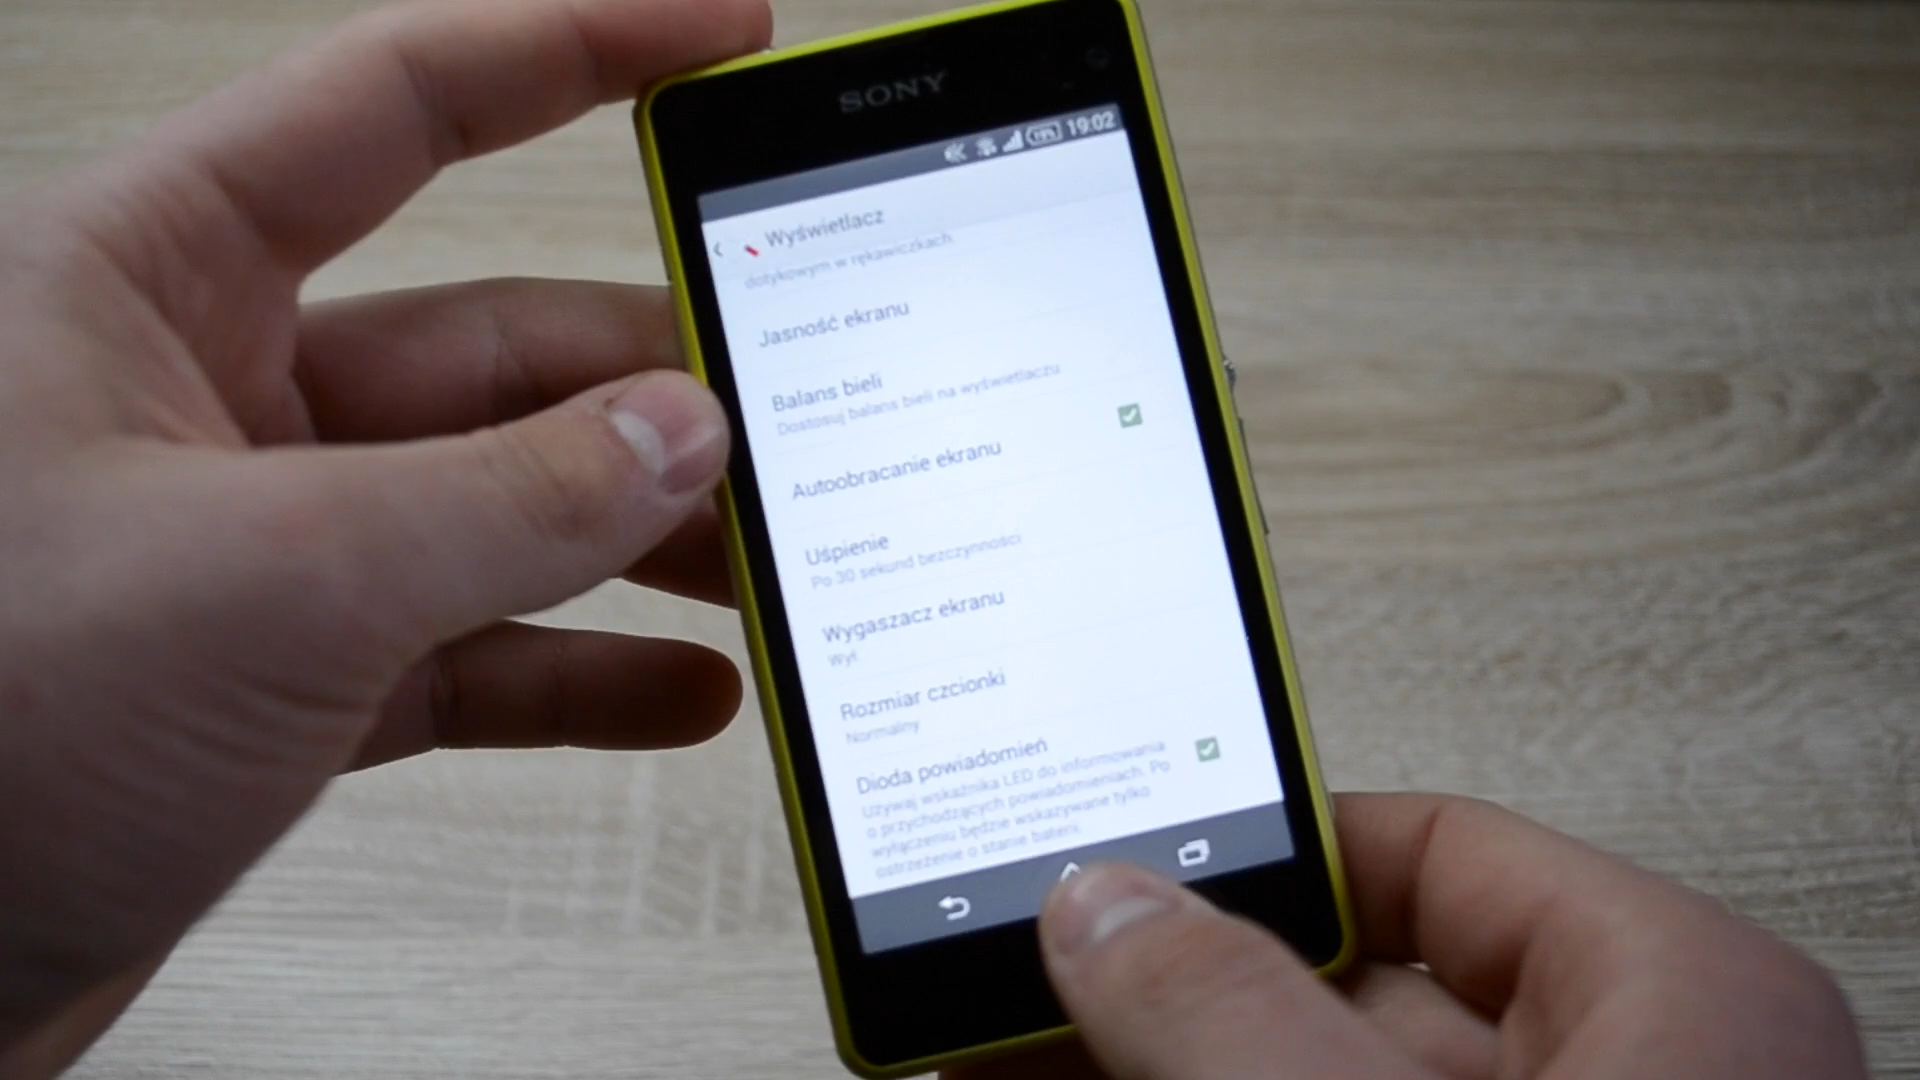 SONY
19:02
Wyświetlacz
dotykowym w rękawiczkach.
Jasność ekranu
Balans bieli
Dostosuj balans bieli na wyświetlaczu
Autoobracanie ekranu
Uśpienie
Po 30 sekund bezczynności
Wygaszacz ekranu
Wył.
Rozmiar czcionki
Normalny
Dioda powiadomień
Używaj wskaźnika LED do informowania
o przychodzących powiadomieniach. Po
wyłączeniu będzie wskazywane tylko
ostrzeżenie o stanie baterii.